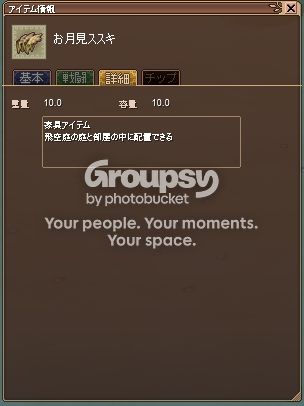 アイテム情報
お月見ススキ
基本 戦闘 詳細 チップ
重量 10.0 容量 10.0
家具アイテム
飛空庭の庭と部屋の中に配置できる
Groupsy
by photobucket
Your people. Your moments.
Your space.